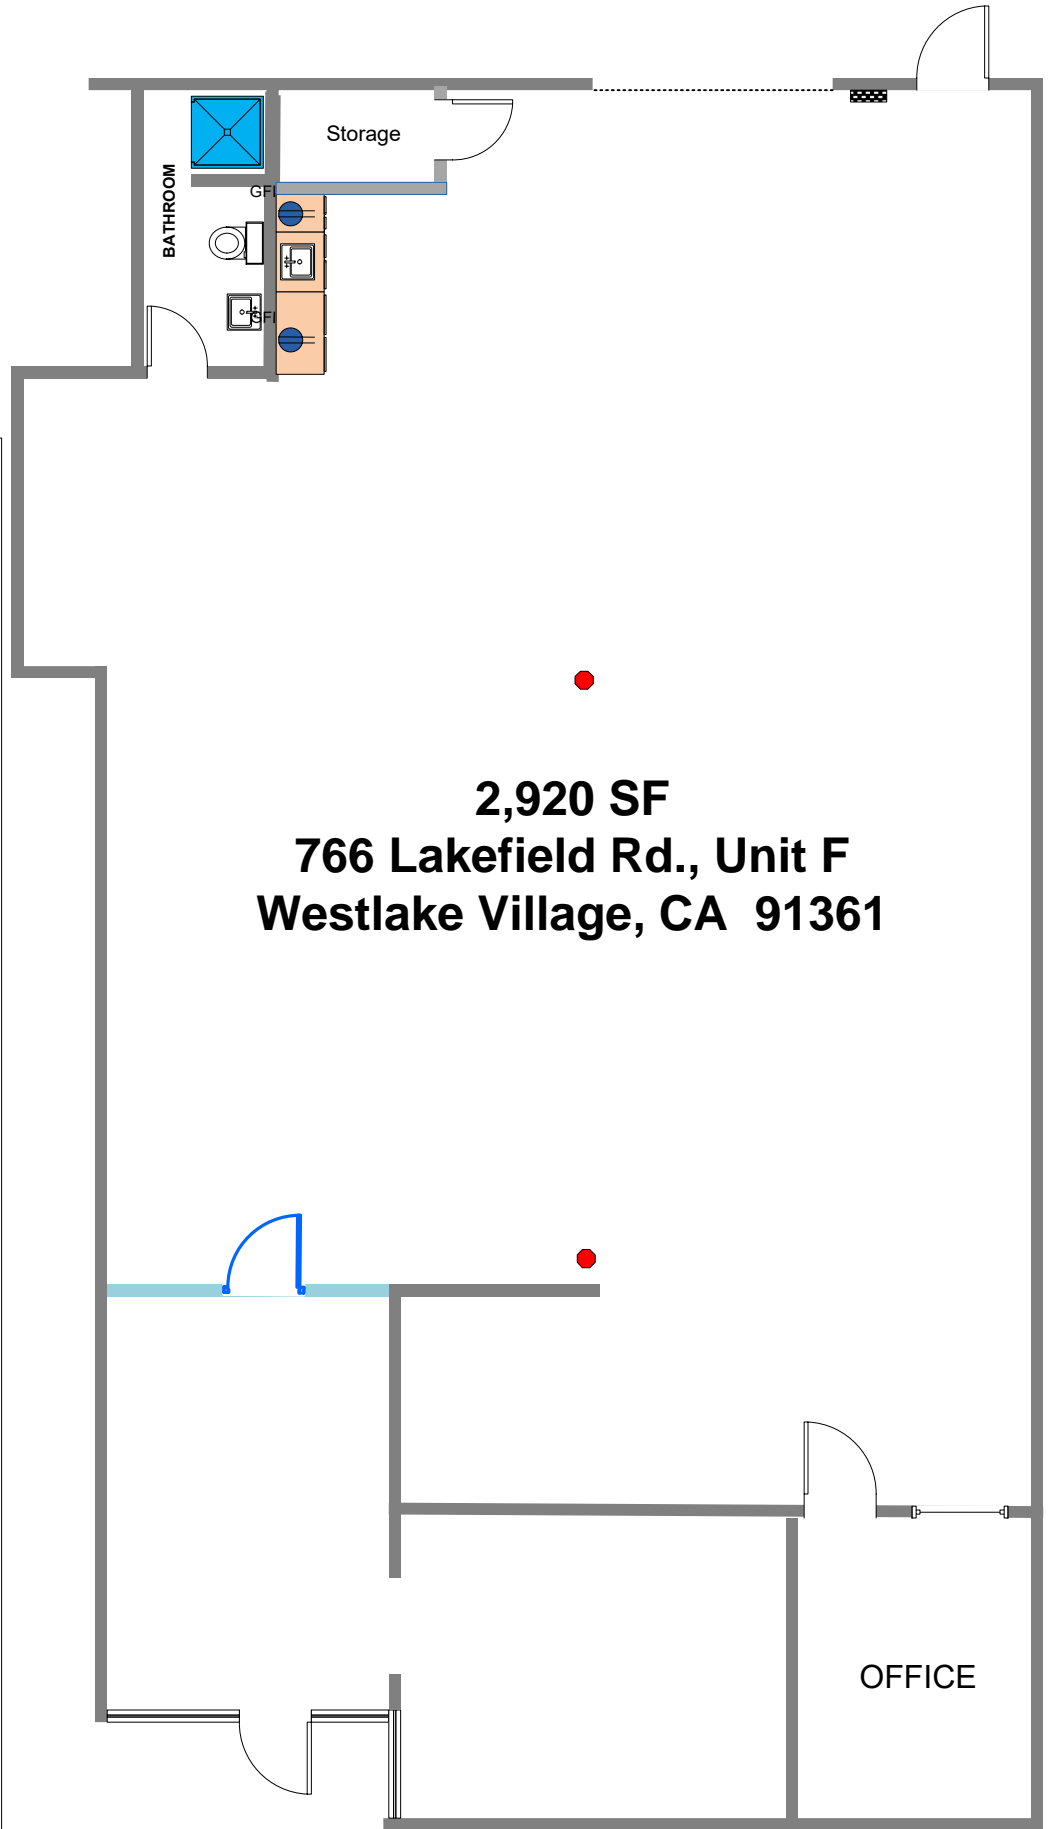 Storage
BATHROOM
GFI
GFI
2,920 SF
766 Lakefield Rd., Unit F
Westlake Village, CA  91361
OFFICE